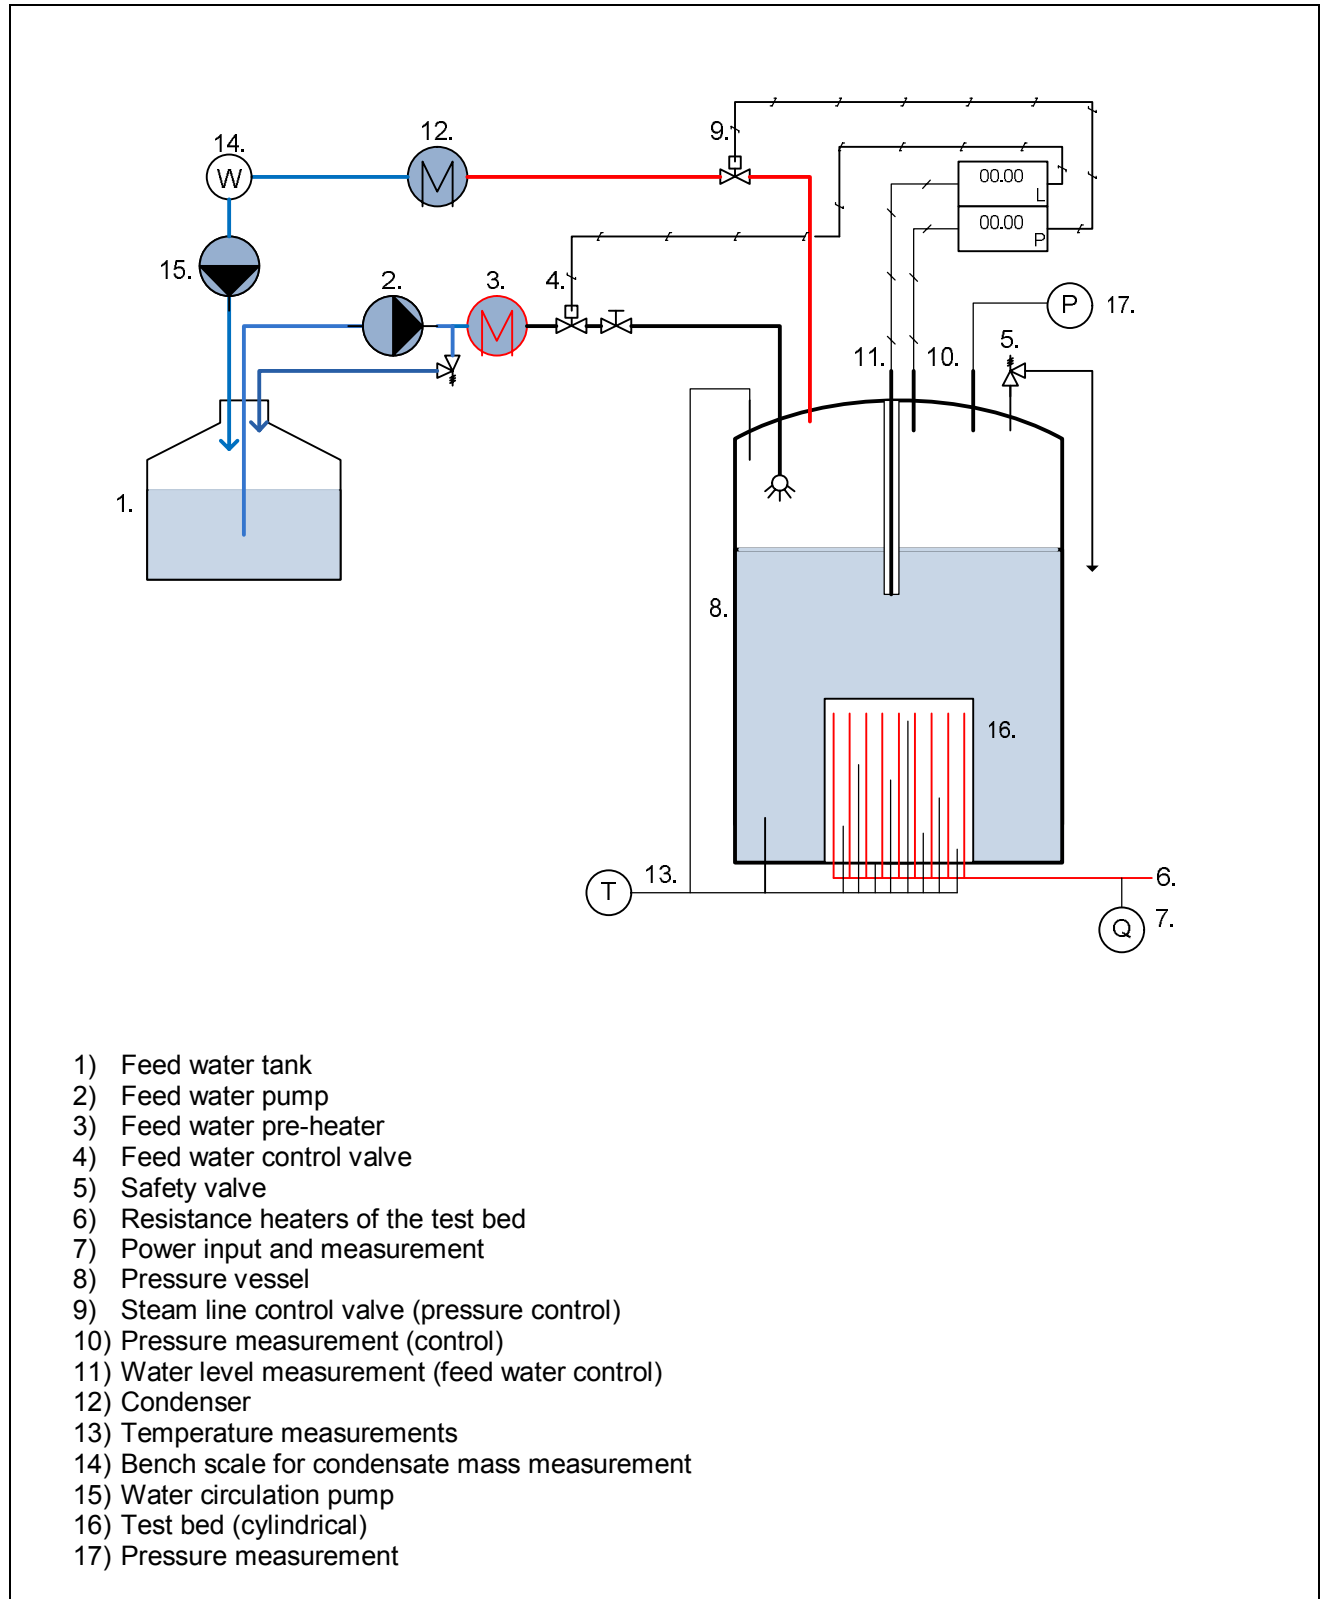 14.
12.
9.
W
M
00.00
L
00.00
P
15.
2.
3.
4.
M
P
17.
5.
11.
10.
1.
8.
16.
13.
T
6.
7.
Q
1) Feed water tank
2) Feed water pump
3) Feed water pre-heater
4) Feed water control valve
5) Safety valve
6) Resistance heaters of the test bed
7) Power input and measurement
8) Pressure vessel
9) Steam line control valve (pressure control)
10) Pressure measurement (control)
11) Water level measurement (feed water control)
12) Condenser
13) Temperature measurements
14) Bench scale for condensate mass measurement
15) Water circulation pump
16) Test bed (cylindrical)
17) Pressure measurement